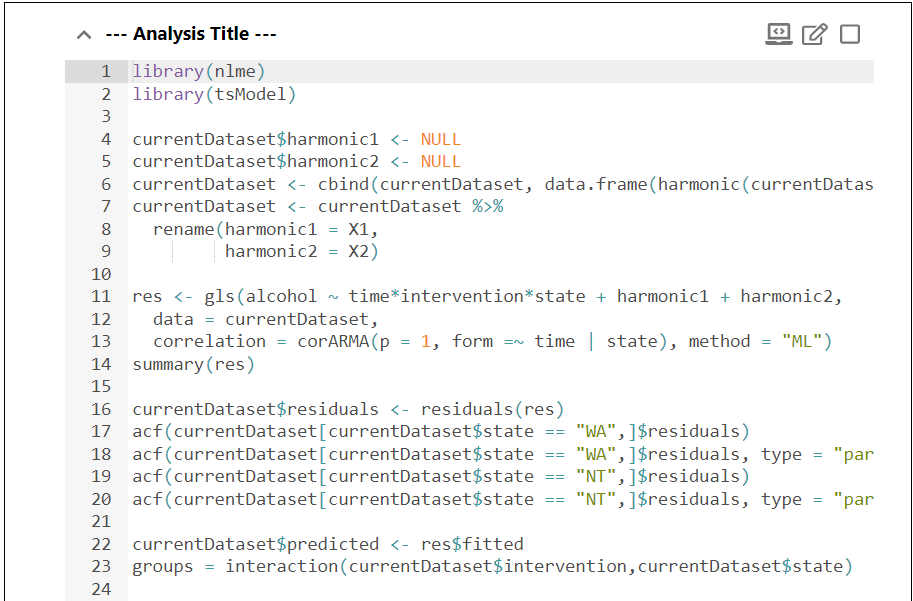 --- Analysis Title ---
1 library(nlme)
2 library(tsModel)
3
4 currentDataset$harmonic1 <- NULL
5 currentDataset$harmonic2 <- NULL
6 currentDataset <- cbind(currentDataset, data.frame(harmonic(currentDatas
7 currentDataset <- currentDataset %>%
8   rename(harmonic1 = X1,
9          harmonic2 = X2)
10
11 res <- gls(alcohol ~ time*intervention*state + harmonic1 + harmonic2,
12   data = currentDataset,
13   correlation = corARMA(p = 1, form =~ time | state), method = "ML")
14 summary(res)
15
16 currentDataset$residuals <- residuals(res)
17 acf(currentDataset[currentDataset$state == "WA",]$residuals)
18 acf(currentDataset[currentDataset$state == "WA",]$residuals, type = "par
19 acf(currentDataset[currentDataset$state == "NT",]$residuals)
20 acf(currentDataset[currentDataset$state == "NT",]$residuals, type = "par
21
22 currentDataset$predicted <- res$fitted
23 groups = interaction(currentDataset$intervention,currentDataset$state)
24